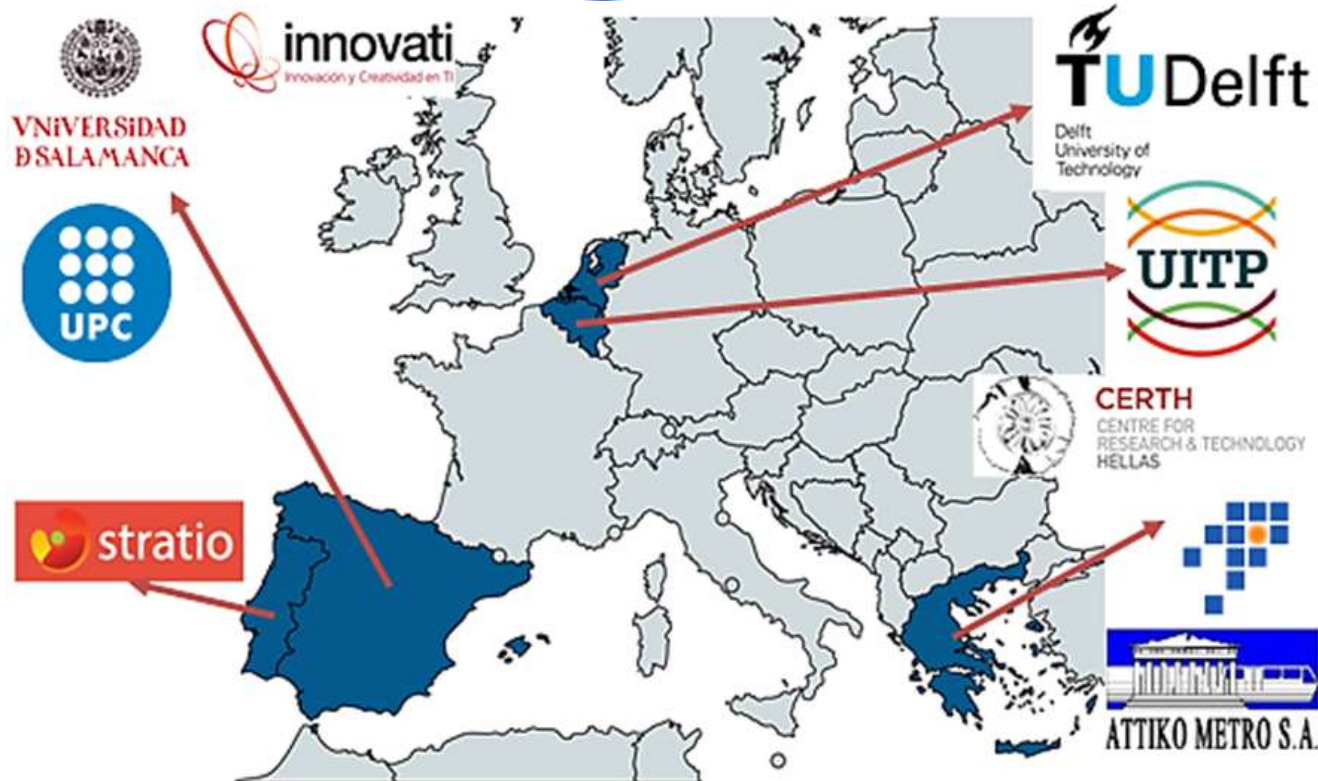 innovati
Innovación y Creatividad en TI
VNiVERSiDAD
Ð SALAMANCA
UPC
stratio
TUDelft
Delft
University of
Technology
UITP
CERTH
CENTRE FOR
RESEARCH & TECHNOLOGY
HELLAS
ATTIKO METRO S.A.